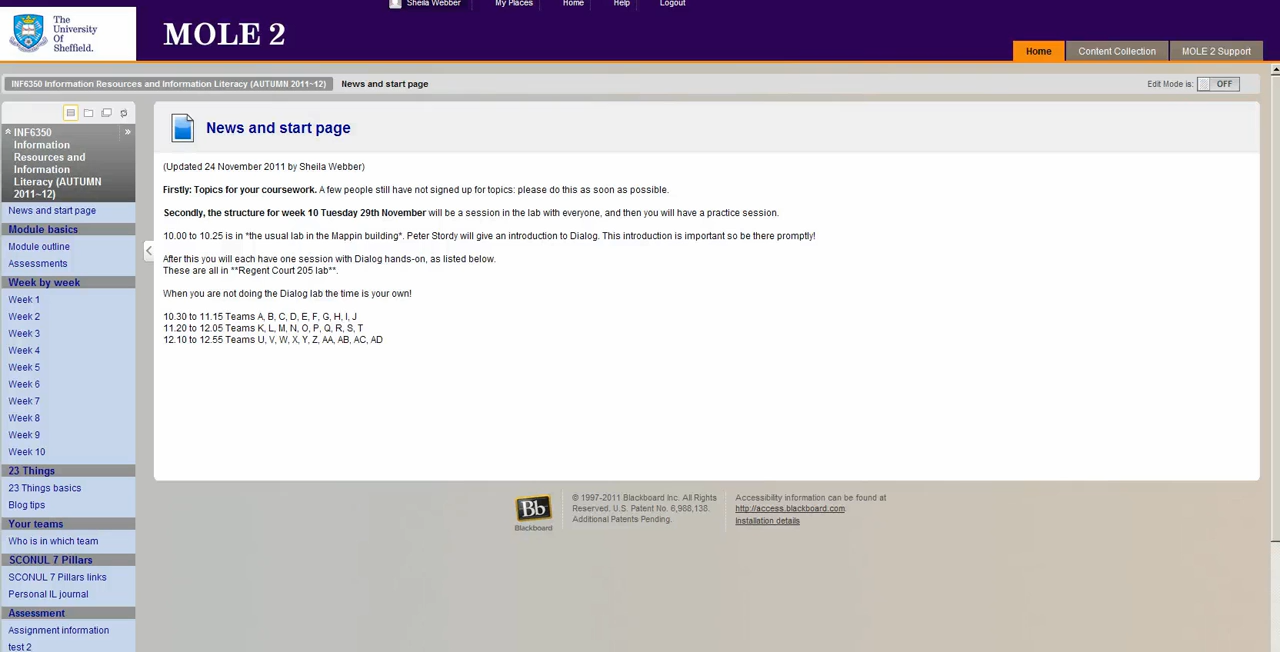 Sheila Webber
My Places
Home
Help
Logout
The
University
Of
Sheffield.
MOLE 2
Home
Content Collection
MOLE 2 Support
INF6350 Information Resources and Information Literacy (AUTUMN 2011~12)
News and start page
Edit Mode is:
OFF
INF6350
Information
Resources and
Information
Literacy (AUTUMN
2011~12)
News and start page
Module basics
Module outline
Assessments
Week by week
Week 1
Week 2
Week 3
Week 4
Week 5
Week 6
Week 7
Week 8
Week 9
Week 10
23 Things
23 Things basics
Blog tips
Your teams
Who is in which team
SCONUL 7 Pillars
SCONUL 7 Pillars links
Personal IL journal
Assessment
Assignment information
test 2
News and start page
(Updated 24 November 2011 by Sheila Webber)
Firstly: Topics for your coursework. A few people still have not signed up for topics: please do this as soon as possible.
Secondly, the structure for week 10 Tuesday 29th November will be a session in the lab with everyone, and then you will have a practice session.
10.00 to 10.25 is in *the usual lab in the Mappin building*. Peter Stordy will give an introduction to Dialog. This introduction is important so be there promptly!
After this you will each have one session with Dialog hands-on, as listed below.
These are all in **Regent Court 205 lab**.
When you are not doing the Dialog lab the time is your own!
10.30 to 11.15 Teams A, B, C, D, E, F, G, H, I, J
11.20 to 12.05 Teams K, L, M, N, O, P, Q, R, S, T
12.10 to 12.55 Teams U, V, W, X, Y, Z, AA, AB, AC, AD
Bb
Blackboard
© 1997-2011 Blackboard Inc. All Rights
Reserved. U.S. Patent No. 6,988,138.
Additional Patents Pending.
Accessibility information can be found at
http://access.blackboard.com.
Installation details